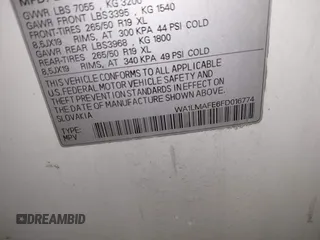 GVWR LBS 7055 , KG 3200
GAWR FRONT LBS3395 , KG 1540
FRONT-TIRES: 265/50 R19 XL
8,5JX19 RIMS, AT 300 KPA 44 PSI COLD
GAWR REAR LBS3968 , KG 1800
REAR-TIRES: 265/50 R19 XL
8,5JX19 RIMS, AT 340 KPA 49 PSI COLD
THIS VEHICLE CONFORMS TO ALL APPLICABLE
U.S. FEDERAL MOTOR VEHICLE SAFETY AND
THEFT PREVENTION STANDARDS IN EFFECT ON
THE DATE OF MANUFACTURE SHOWN ABOVE.
SLOVAKIA
TYPE:
MPV
WA1LMAFE6FD016774
DREAMBID